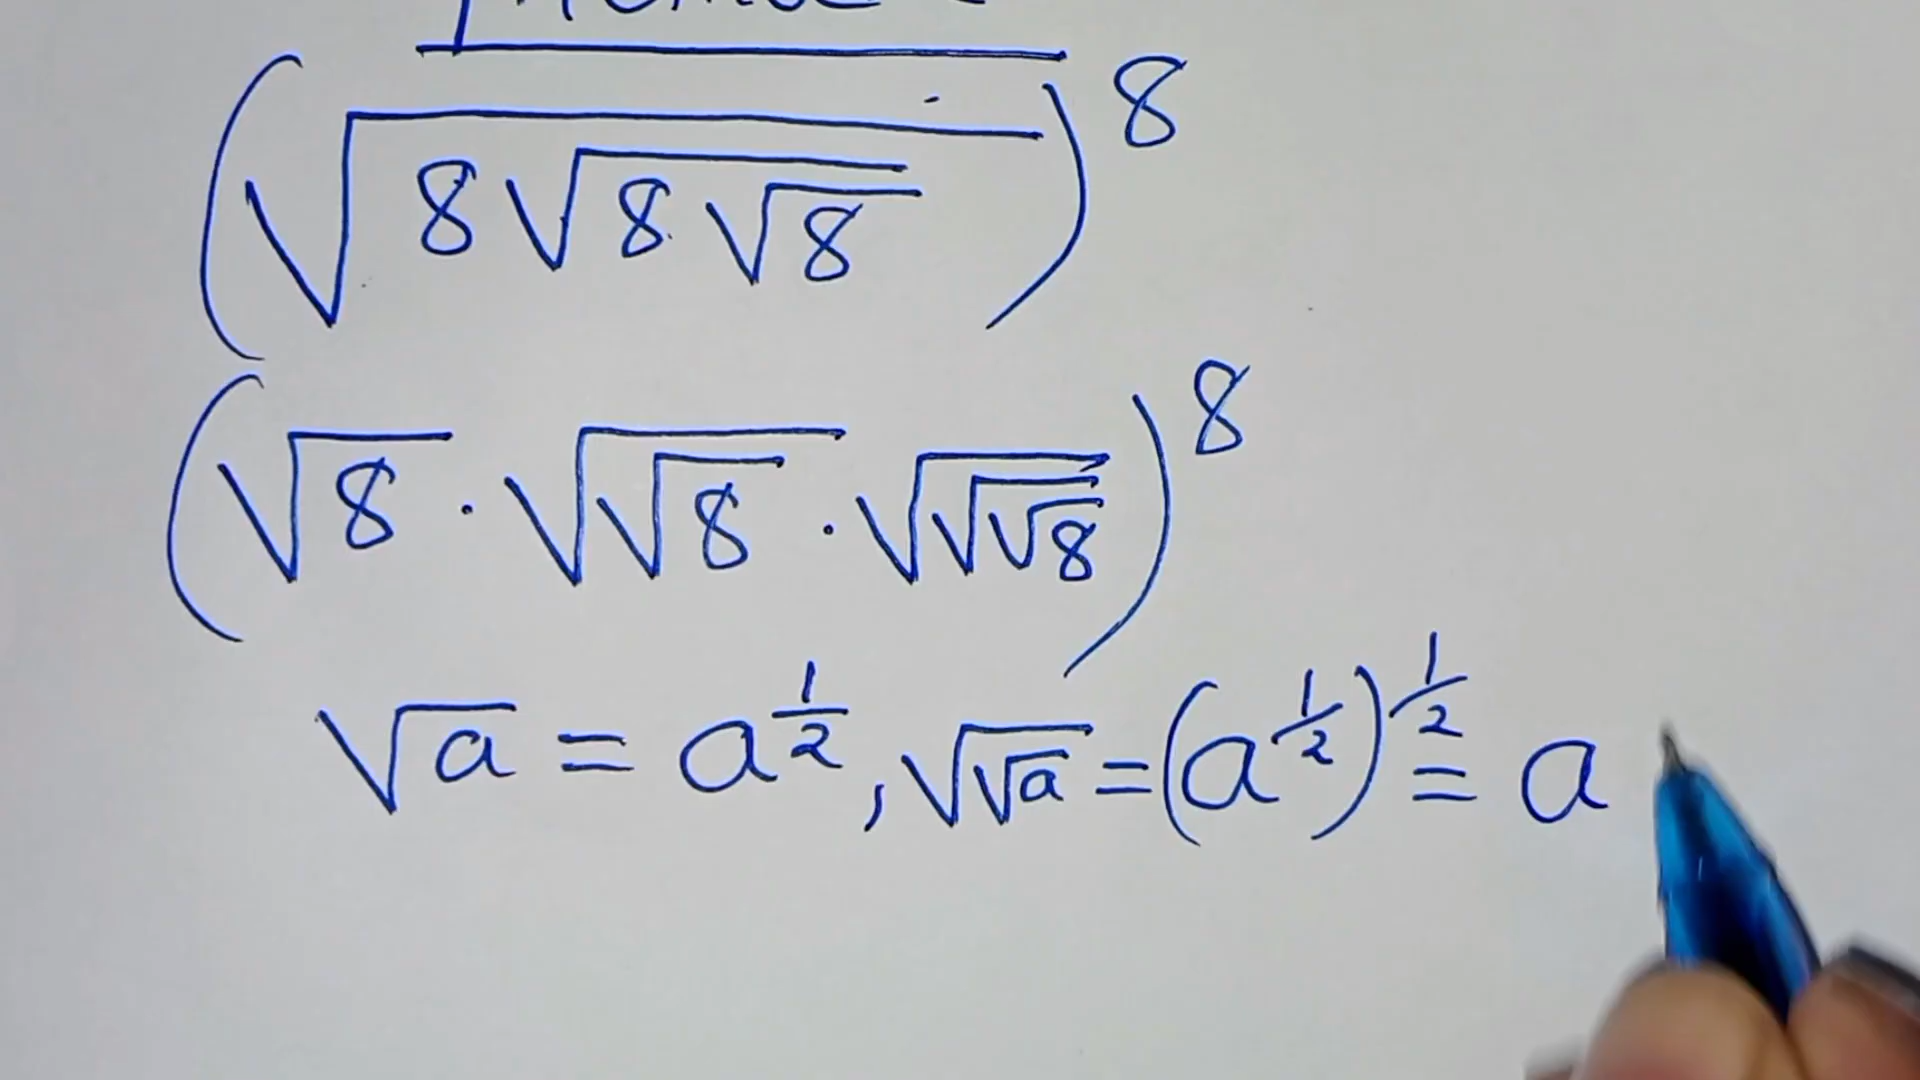 (√(8√(8√8)))^8
(√8 · √√8 · √√√8)^8
√a = a^(1/2), √√a = (a^(1/2))^(1/2) = a